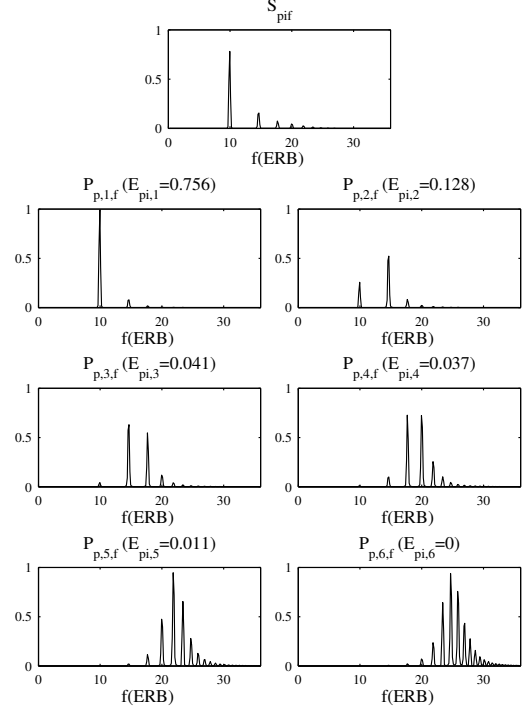 S_pif
1
0.5
0
0 10 20 30
f(ERB)
P_p,1,f (E_pi,1=0.756)
1
0.5
0
0 10 20 30
f(ERB)
P_p,2,f (E_pi,2=0.128)
1
0.5
0
0 10 20 30
f(ERB)
P_p,3,f (E_pi,3=0.041)
1
0.5
0
0 10 20 30
f(ERB)
P_p,4,f (E_pi,4=0.037)
1
0.5
0
0 10 20 30
f(ERB)
P_p,5,f (E_pi,5=0.011)
1
0.5
0
0 10 20 30
f(ERB)
P_p,6,f (E_pi,6=0)
1
0.5
0
0 10 20 30
f(ERB)